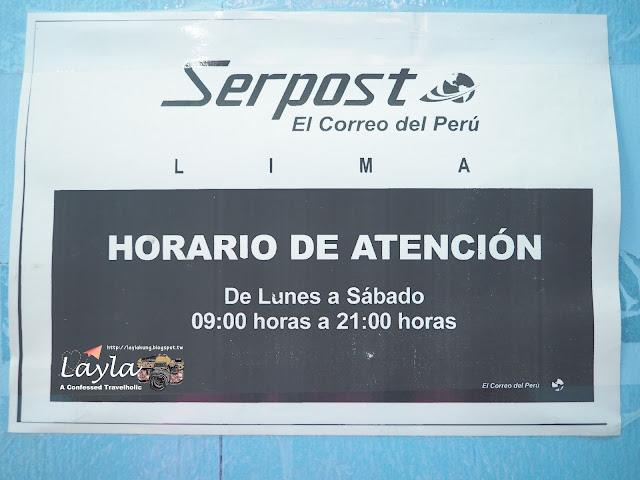 Serpost
El Correo del Perú
L I M A
HORARIO DE ATENCIÓN
De Lunes a Sábado
09:00 horas a 21:00 horas
http://laylakung.blogspot.tw
Layla
A Confessed Travelholic
El Correo del Perú